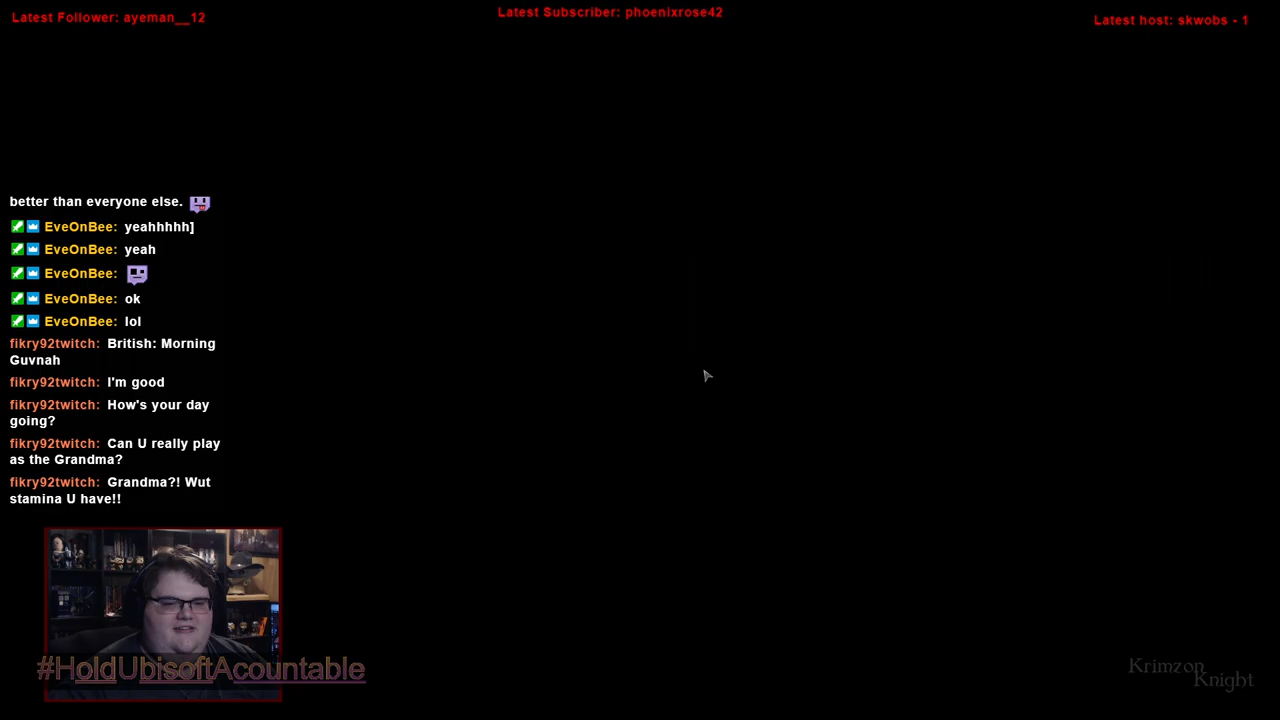 Latest Follower: ayeman__12
Latest Subscriber: phoenixrose42
Latest host: skwobs - 1
better than everyone else.
EveOnBee: yeahhhhh]
EveOnBee: yeah
EveOnBee:
EveOnBee: ok
EveOnBee: lol
fikry92twitch: British: Morning
Guvnah
fikry92twitch: I'm good
fikry92twitch: How's your day
going?
fikry92twitch: Can U really play
as the Grandma?
fikry92twitch: Grandma?! Wut
stamina U have!!
#HoldUbisoftAcountable
Krimzon
Knight